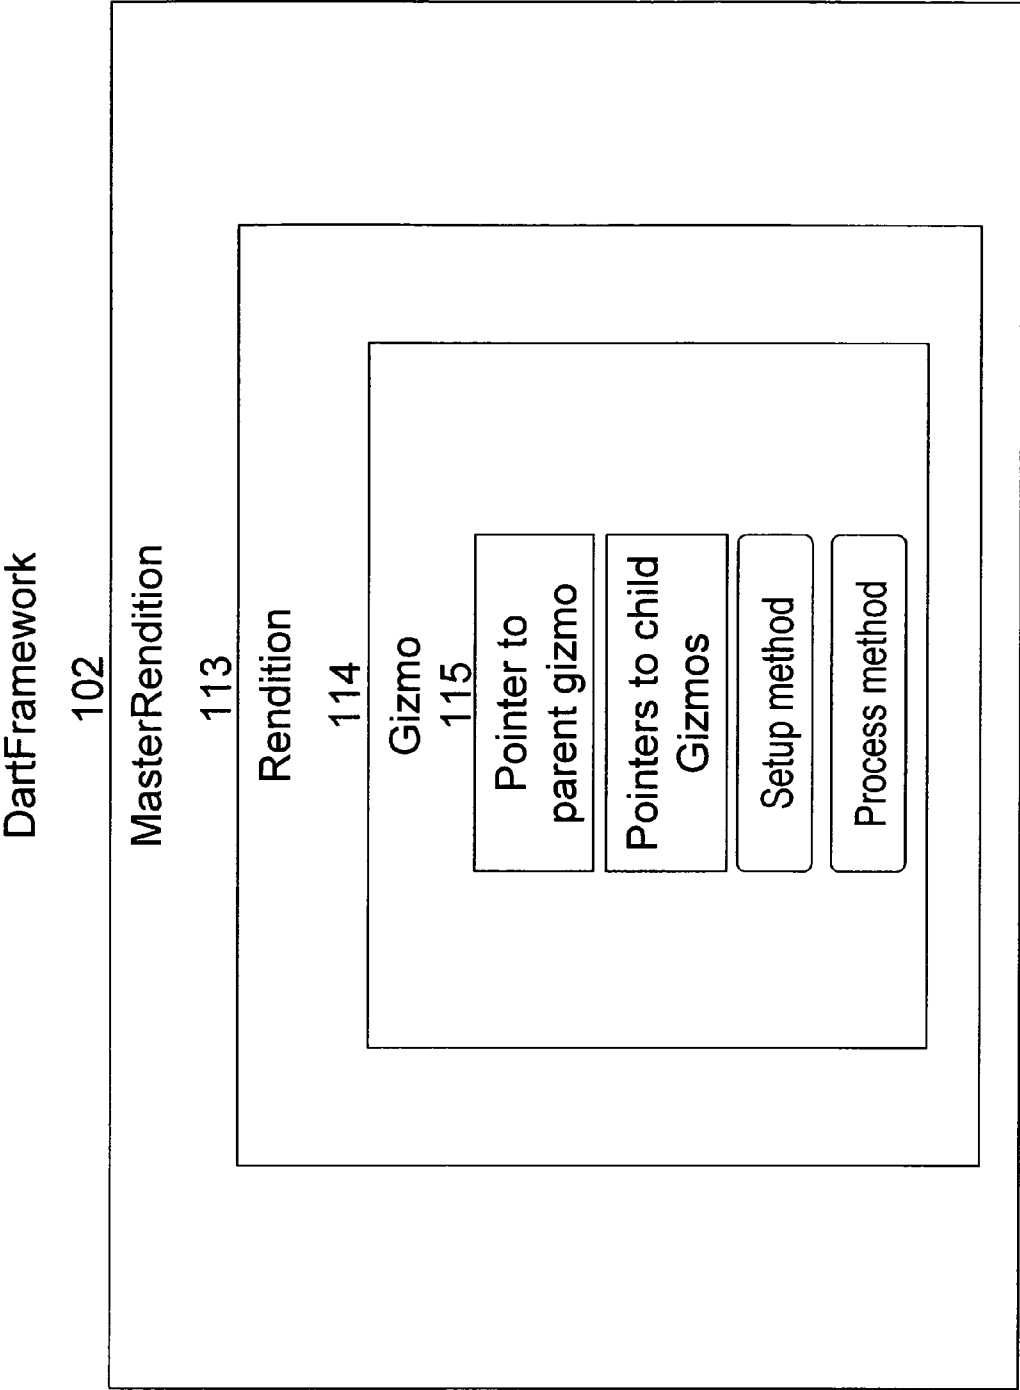 DartFramework
102
MasterRendition
113
Rendition
114
Gizmo
115
Pointer to
parent gizmo
Pointers to child
Gizmos
Setup method
Process method